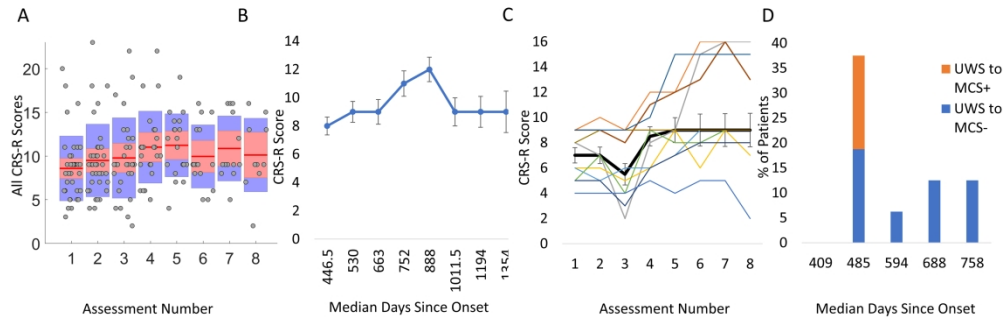 A
All CRS-R Scores
20
15
10
5
0
1 2 3 4 5 6 7 8
Assessment Number
B
CRS-R Score
14
12
10
8
6
4
2
0
446.5 530 663 752 888 1011.5 1194 1354
Median Days Since Onset
C
CRS-R Score
16
14
12
10
8
6
4
2
0
1 2 3 4 5 6 7 8
Assessment Number
D
% of Patients
40
35
30
25
20
15
10
5
0
409 485 594 688 758
Median Days Since Onset
UWS to
MCS+
UWS to
MCS-